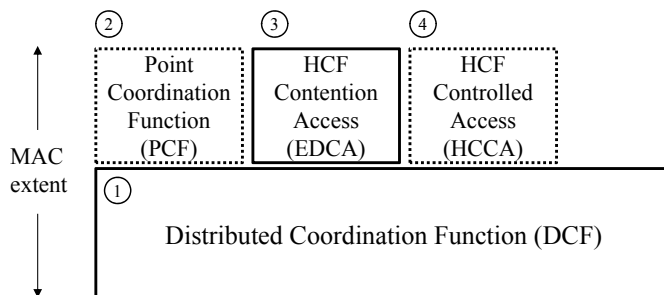 2
3
4
Point
Coordination
Function
(PCF)
HCF
Contention
Access
(EDCA)
HCF
Controlled
Access
(HCCA)
MAC
extent
1
Distributed Coordination Function (DCF)